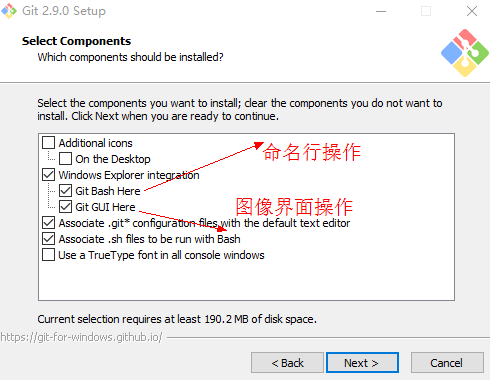 Git 2.9.0 Setup
Select Components
Which components should be installed?
Select the components you want to install; clear the components you do not want to
install. Click Next when you are ready to continue.
Additional icons
On the Desktop
命名行操作
Windows Explorer integration
Git Bash Here
Git GUI Here
图像界面操作
Associate .git* configuration files with the default text editor
Associate .sh files to be run with Bash
Use a TrueType font in all console windows
Current selection requires at least 190.2 MB of disk space.
https://git-for-windows.github.io/
< Back
Next >
Cancel